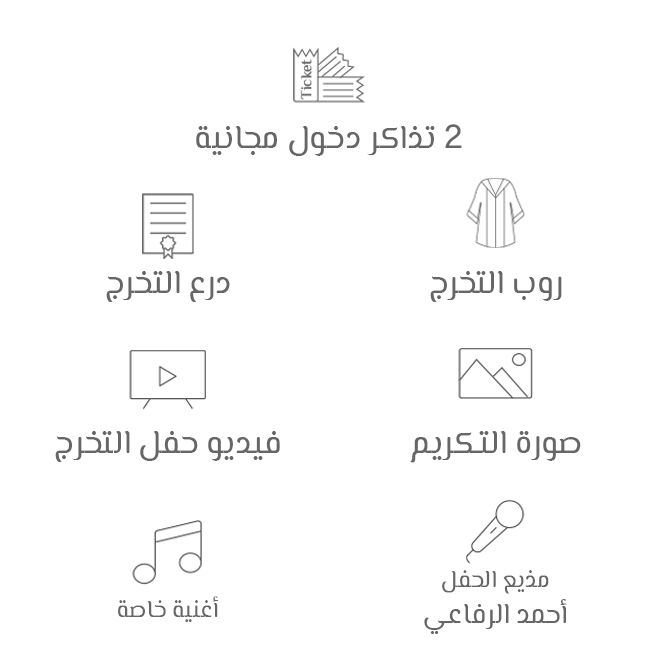 Ticket
2 تذاكر دخول مجانية
روب التخرج
درع التخرج
صورة التكريم
فيديو حفل التخرج
مذيع الحفل
أحمد الرفاعي
أغنية خاصة